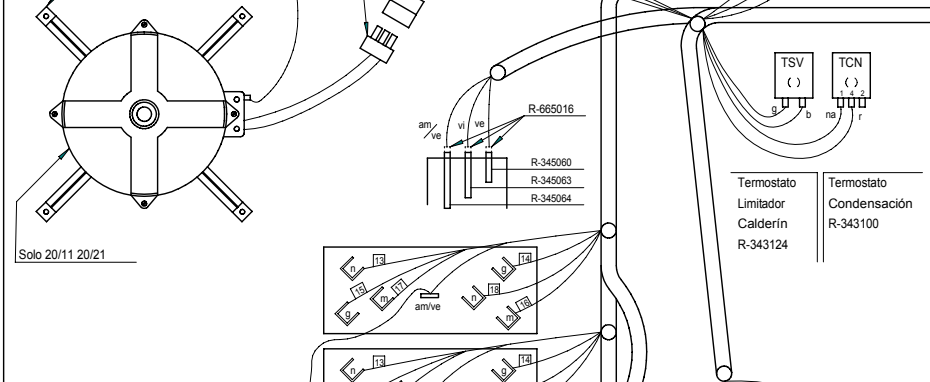 TSV
TCN
( )
( )
1 4 2
g
b
na
r
R-665016
am/
ve
vi
ve
R-345060
R-345063
R-345064
Termostato
Limitador
Calderín
R-343124
Termostato
Condensación
R-343100
Solo 20/11 20/21
n
13
g
14
15
m
17
n
18
g
am/ve
m
16
n
13
g
14